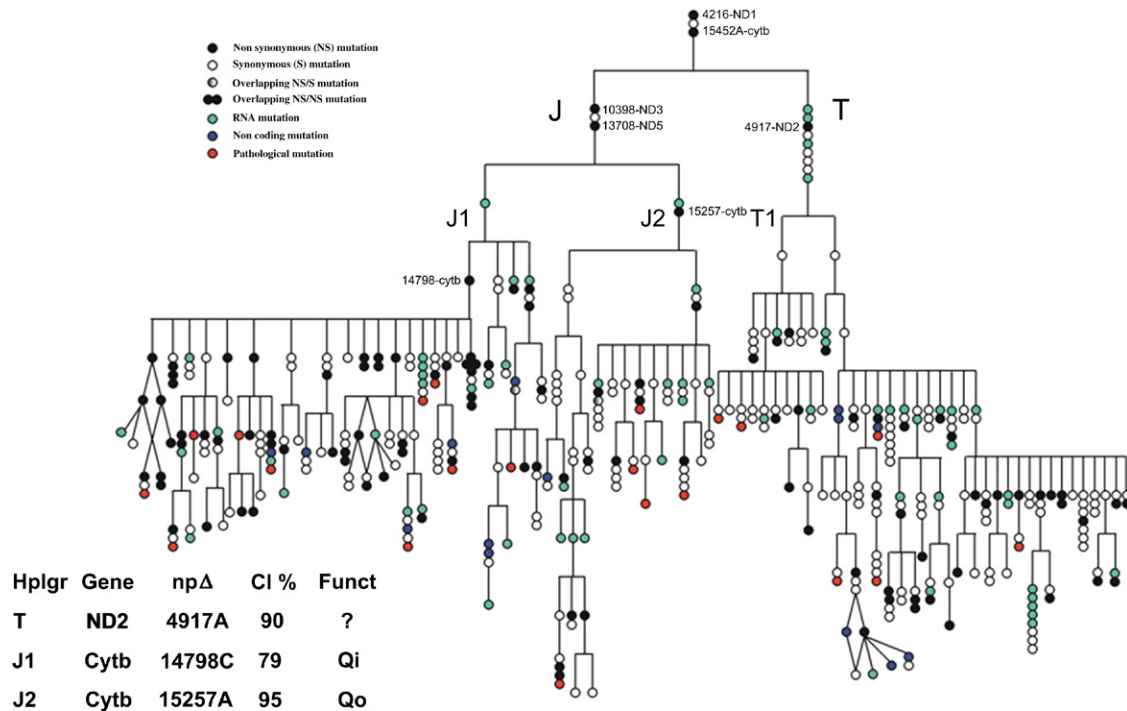 4216-ND1
15452A-cytb
Non synonymous (NS) mutation
Synonymous (S) mutation
Overlapping NS/S mutation
Overlapping NS/NS mutation
RNA mutation
Non coding mutation
Pathological mutation
J
10398-ND3
13708-ND5
T
4917-ND2
J1
J2
15257-cytb
T1
14798-cytb
Hplgr Gene npΔ CI % Funct
T ND2 4917A 90 ?
J1 Cytb 14798C 79 Qi
J2 Cytb 15257A 95 Qo